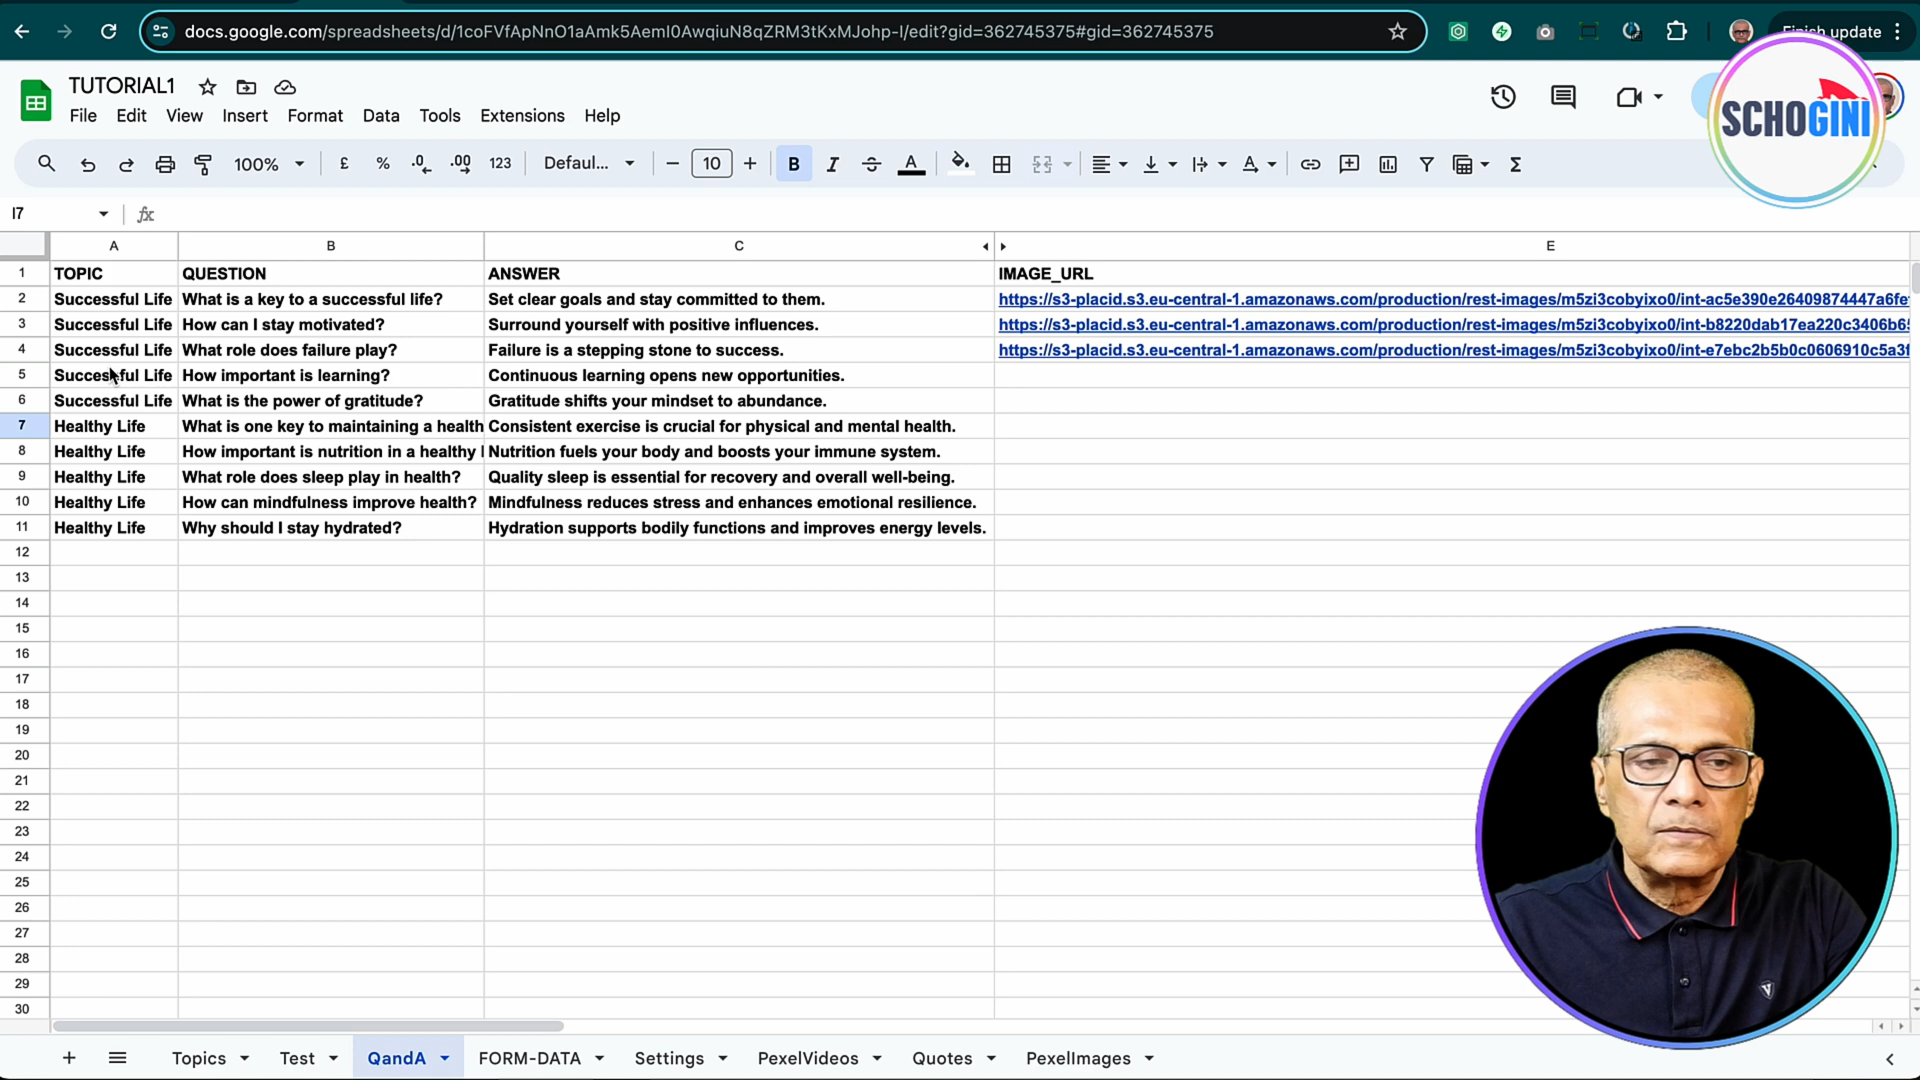 docs.google.com/spreadsheets/d/1coFVfApNnO1aAmk5AemI0AwqiuN8qZRM3tKxMJohp-I/edit?gid=362745375#gid=362745375
Finish update
TUTORIAL1
File Edit View Insert Format Data Tools Extensions Help
SCHOGINI
100% £ % .0 .00 123 Defaul... 10 B I A
I7 fx
A B C E
1 TOPIC QUESTION ANSWER IMAGE_URL
2 Successful Life What is a key to a successful life? Set clear goals and stay committed to them. https://s3-placid.s3.eu-central-1.amazonaws.com/production/rest-images/m5zi3cobyixo0/int-ac5e390e26409874447a6fe
3 Successful Life How can I stay motivated? Surround yourself with positive influences. https://s3-placid.s3.eu-central-1.amazonaws.com/production/rest-images/m5zi3cobyixo0/int-b8220dab17ea220c3406b65
4 Successful Life What role does failure play? Failure is a stepping stone to success. https://s3-placid.s3.eu-central-1.amazonaws.com/production/rest-images/m5zi3cobyixo0/int-e7ebc2b5b0c0606910c5a3f
5 Successful Life How important is learning? Continuous learning opens new opportunities.
6 Successful Life What is the power of gratitude? Gratitude shifts your mindset to abundance.
7 Healthy Life What is one key to maintaining a health Consistent exercise is crucial for physical and mental health.
8 Healthy Life How important is nutrition in a healthy Nutrition fuels your body and boosts your immune system.
9 Healthy Life What role does sleep play in health? Quality sleep is essential for recovery and overall well-being.
10 Healthy Life How can mindfulness improve health? Mindfulness reduces stress and enhances emotional resilience.
11 Healthy Life Why should I stay hydrated? Hydration supports bodily functions and improves energy levels.
12
13
14
15
16
17
18
19
20
21
22
23
24
25
26
27
28
29
30
Topics Test QandA FORM-DATA Settings PexelVideos Quotes PexelImages